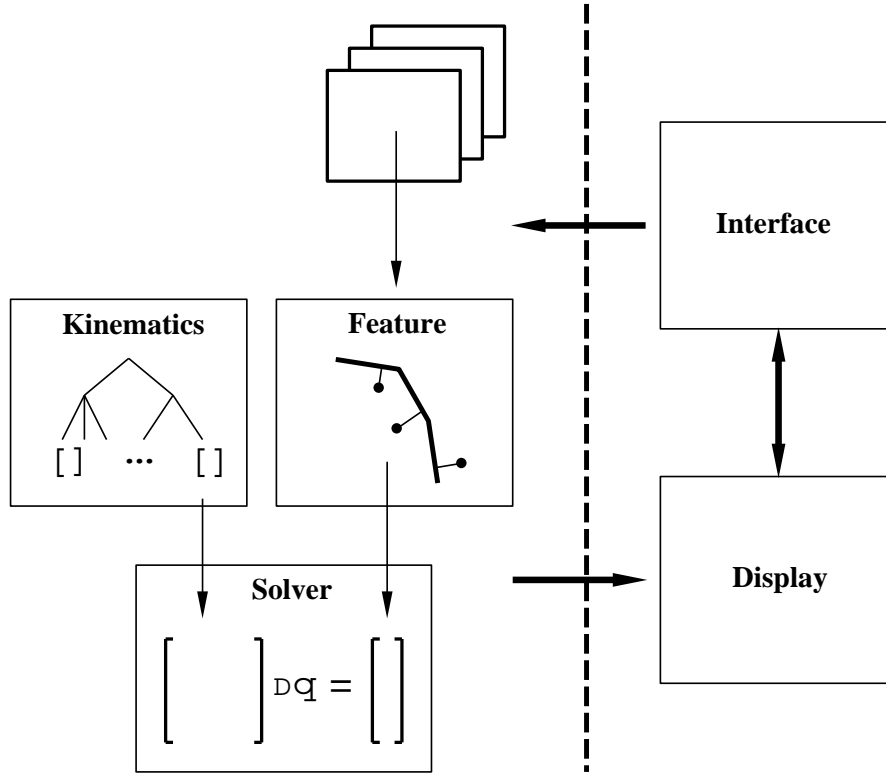 Interface
Kinematics
Feature
[ ] ... [ ]
Display
Solver
[ ] Dq = [ ]